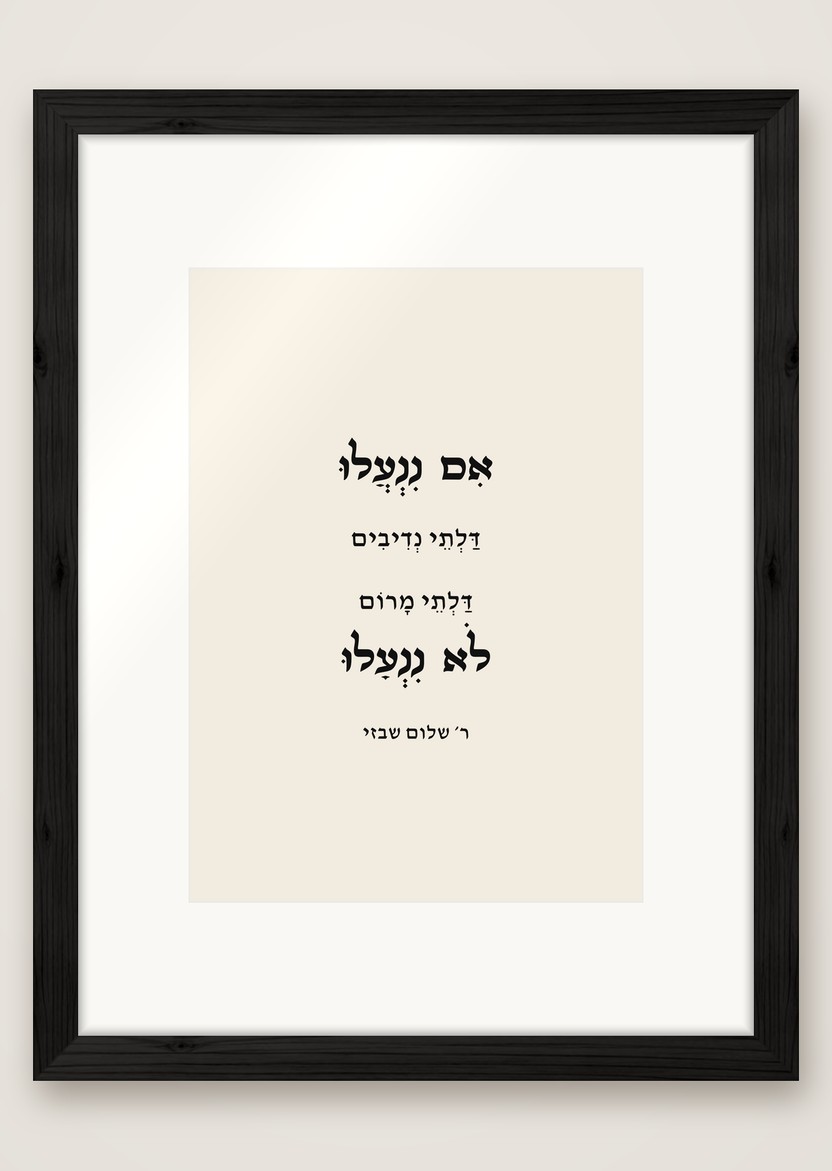 אִם נִנְעֲלוּ
דַּלְתֵי נְדִיבִים
דַּלְתֵי מָרוֹם
לֹא נִנְעָלוּ
ר׳ שלום שבזי